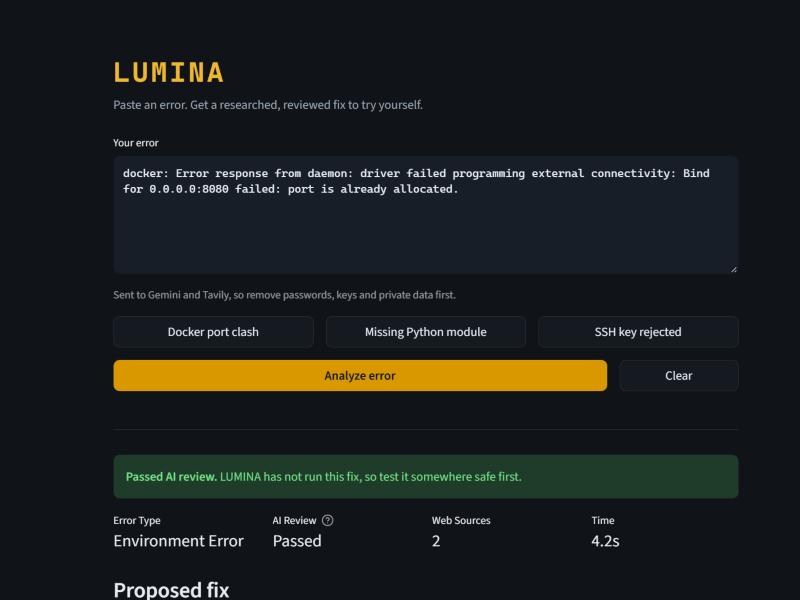 LUMINA
Paste an error. Get a researched, reviewed fix to try yourself.
Your error
docker: Error response from daemon: driver failed programming external connectivity: Bind
for 0.0.0.0:8080 failed: port is already allocated.
Sent to Gemini and Tavily, so remove passwords, keys and private data first.
Docker port clash Missing Python module SSH key rejected
Analyze error Clear
Passed AI review. LUMINA has not run this fix, so test it somewhere safe first.
Error Type AI Review ? Web Sources Time
Environment Error Passed 2 4.2s
Proposed fix